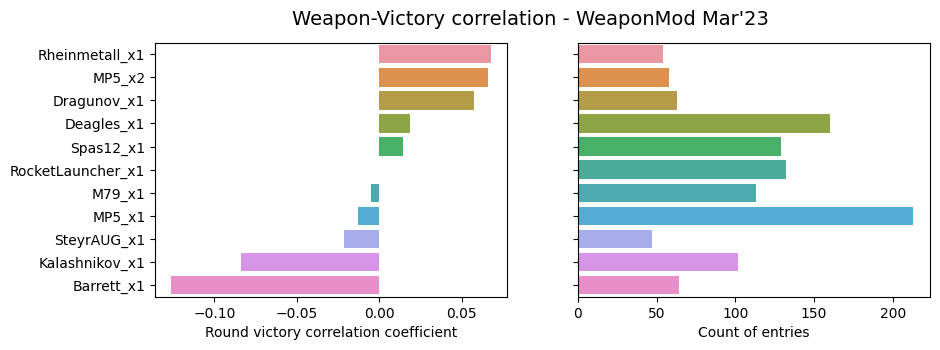 Weapon-Victory correlation - WeaponMod Mar'23
Rheinmetall_x1
MP5_x2
Dragunov_x1
Deagles_x1
Spas12_x1
RocketLauncher_x1
M79_x1
MP5_x1
SteyrAUG_x1
Kalashnikov_x1
Barrett_x1
−0.10 −0.05 0.00 0.05
Round victory correlation coefficient
0 50 100 150 200
Count of entries